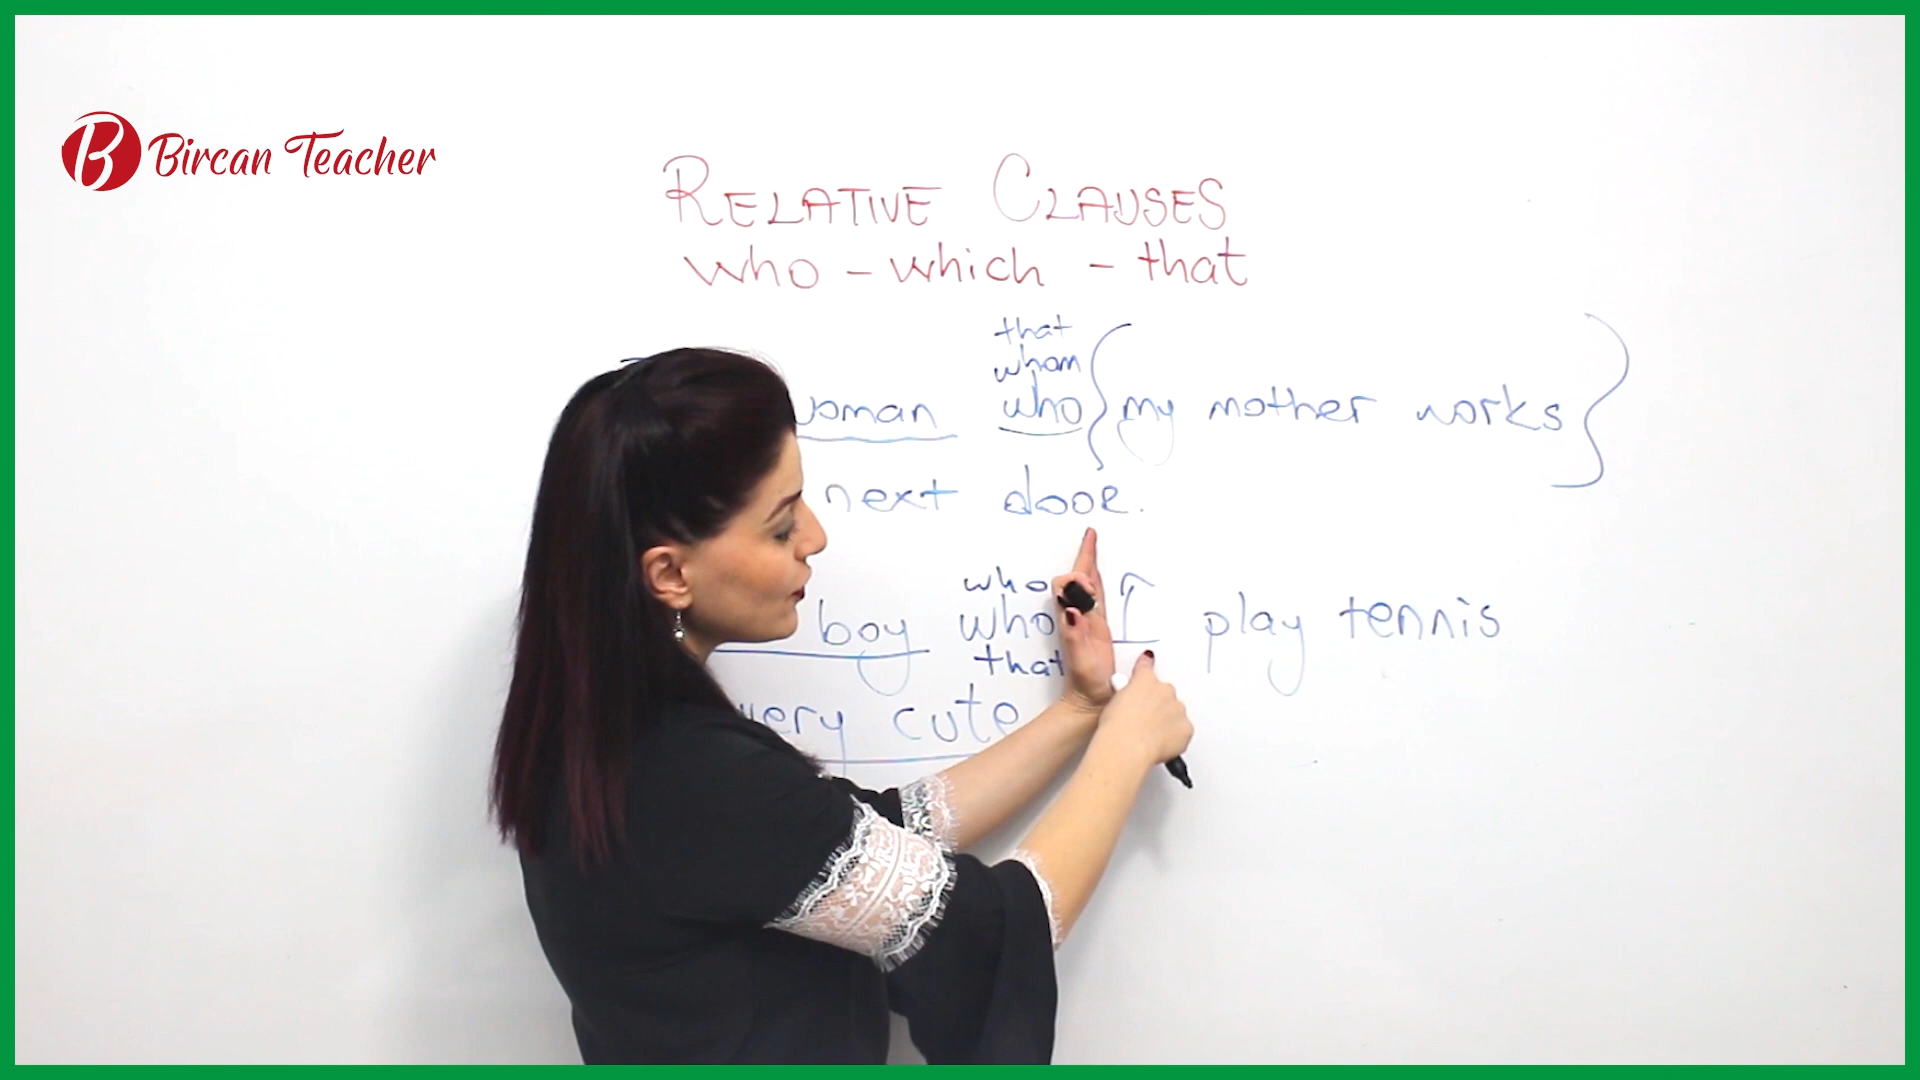 B Bircan Teacher
RELATIVE CLAUSES
who - which - that
that
whom
woman who my mother works
next door.
who
boy who I play tennis
that
very cute